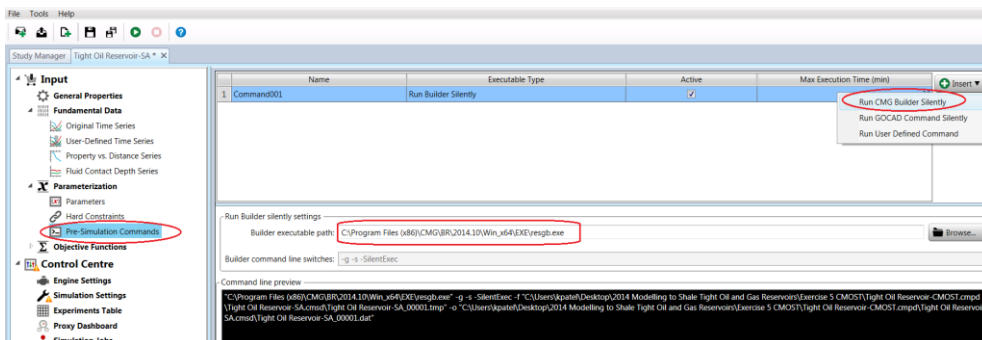 File Tools Help
Study Manager Tight Oil Reservoir-SA *
Input
General Properties
Fundamental Data
Original Time Series
User-Defined Time Series
Property vs. Distance Series
Fluid Contact Depth Series
Parameterization
Parameters
Hard Constraints
Pre-Simulation Commands
Objective Functions
Control Centre
Engine Settings
Simulation Settings
Experiments Table
Proxy Dashboard
Simulation Jobs
Name Executable Type Active Max Execution Time (min)
1 Command001 Run Builder Silently
Insert
Run CMG Builder Silently
Run GOCAD Command Silently
Run User Defined Command
Run Builder silently settings
Builder executable path: C:\Program Files (x86)\CMG\BR\2014.10\Win_x64\EXE\resgb.exe Browse...
Builder command line switches: -g -s -SilentExec
Command line preview
"C:\Program Files (x86)\CMG\BR\2014.10\Win_x64\EXE\resgb.exe" -g -s -SilentExec -f "C:\Users\kpatel\Desktop\2014 Modelling to Shale Tight Oil and Gas Reservoirs\Exercise 5 CMOST\Tight Oil Reservoir-CMOST.cmpd
\Tight Oil Reservoir-SA.cmsd\Tight Oil Reservoir-SA_00001.tmp" -o "C:\Users\kpatel\Desktop\2014 Modelling to Shale Tight Oil and Gas Reservoirs\Exercise 5 CMOST\Tight Oil Reservoir-CMOST.cmpd\Tight Oil Reservoir-
SA.cmsd\Tight Oil Reservoir-SA_00001.dat"